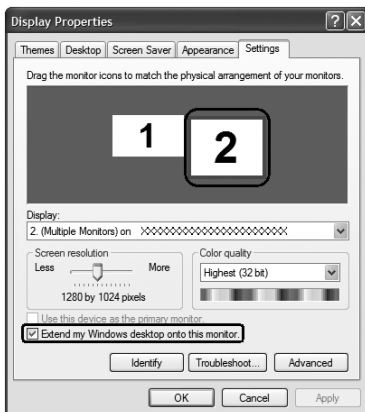 Display Properties
Themes Desktop Screen Saver Appearance Settings
Drag the monitor icons to match the physical arrangement of your monitors.
1
2
Display:
2. (Multiple Monitors) on XXXXXXXXXXXXXXXXXXXXXXXX
Screen resolution
Less More
1280 by 1024 pixels
Color quality
Highest (32 bit)
Use this device as the primary monitor.
Extend my Windows desktop onto this monitor.
Identify Troubleshoot... Advanced
OK Cancel Apply